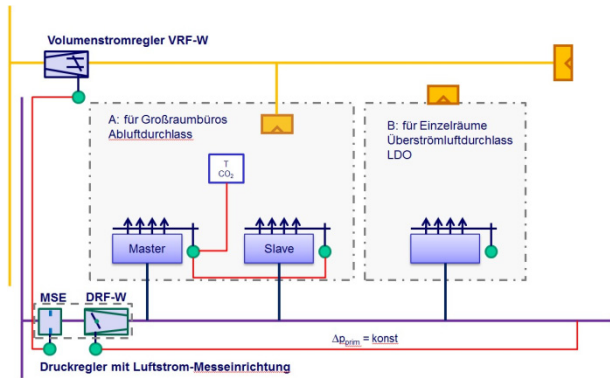 Volumenstromregler VRF-W
A: für Großraumbüros
Abluftdurchlass
B: für Einzelräume
Überströmluftdurchlass
LDO
T
CO₂
Master
Slave
MSE
DRF-W
Δpprim = konst
Druckregler mit Luftstrom-Messeinrichtung